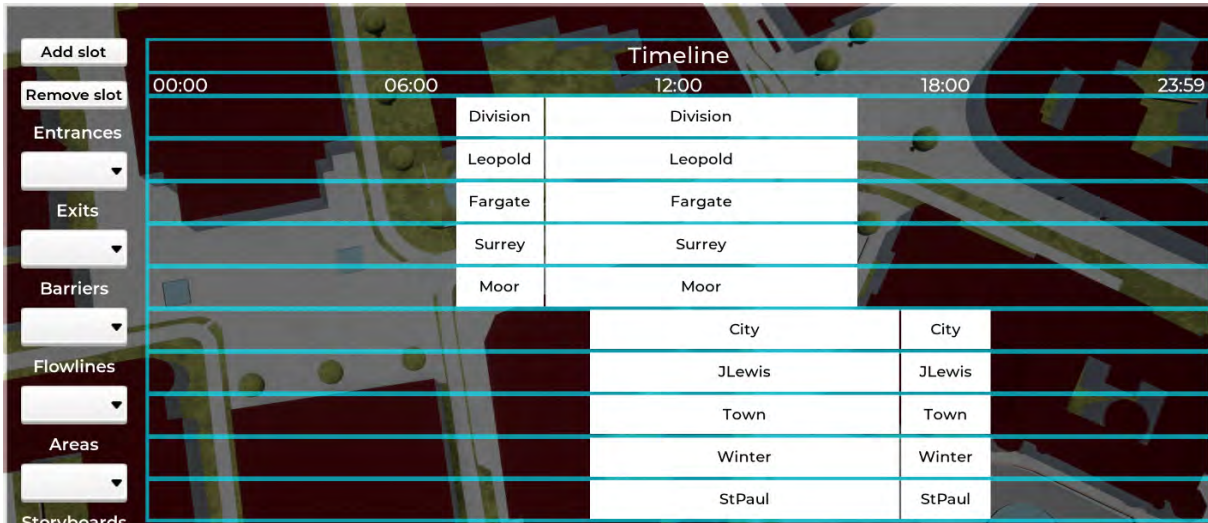 Add slot
Timeline
Remove slot
00:00 06:00 12:00 18:00 23:59
Entrances
Division Division
Leopold Leopold
Exits
Fargate Fargate
Surrey Surrey
Barriers
Moor Moor
City City
Flowlines
JLewis JLewis
Town Town
Areas
Winter Winter
StPaul StPaul
Storyboards